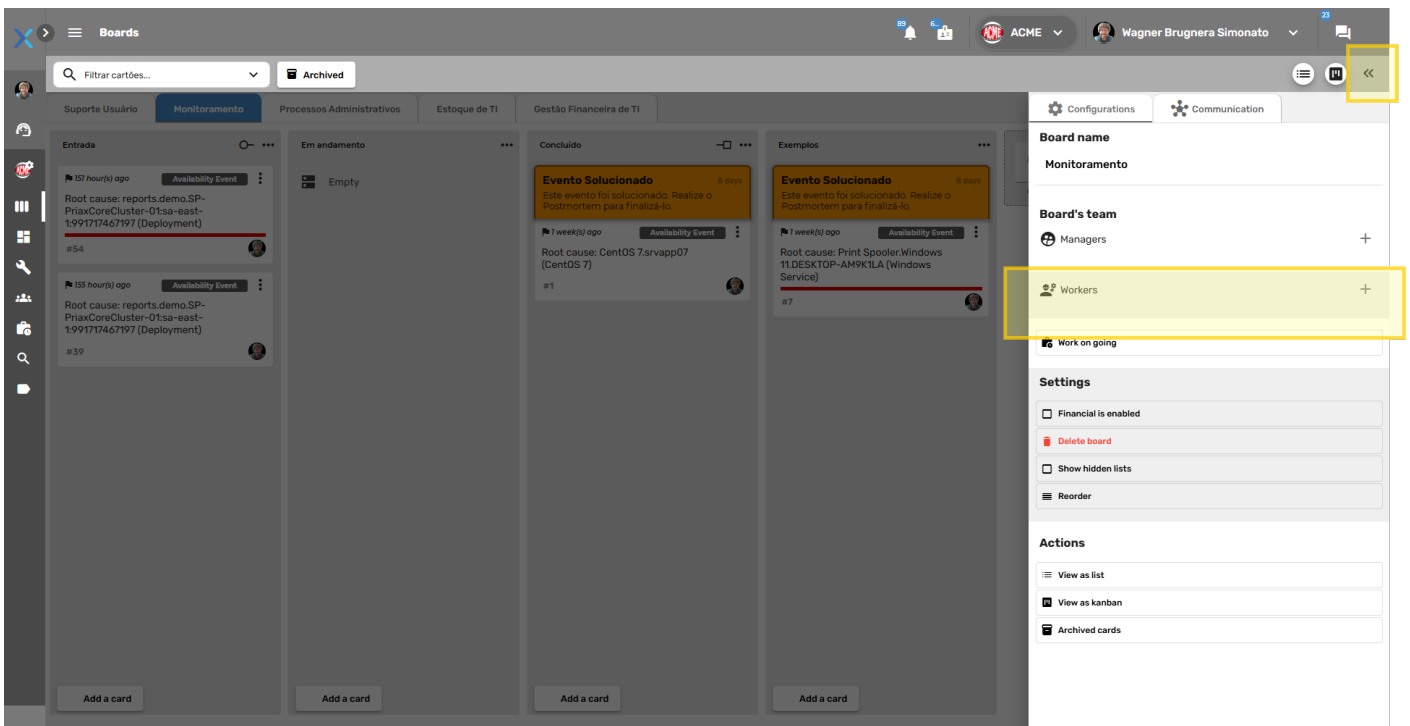 Boards
89
6...
ACME
ACME
Wagner Brugnera Simonato
23
Filtrar cartões...
Archived
Suporte Usuário
Monitoramento
Processos Administrativos
Estoque de TI
Gestão Financeira de TI
Entrada
151 hour(s) ago
Availability Event
Root cause: reports.demo.SP-
PriaxCoreCluster-01:sa-east-
1:991717467197 (Deployment)
#54
155 hour(s) ago
Availability Event
Root cause: reports.demo.SP-
PriaxCoreCluster-01:sa-east-
1:991717467197 (Deployment)
#39
Add a card
Em andamento
Empty
Add a card
Concluído
Evento Solucionado
8 days
Este evento foi solucionado. Realize o
Postmortem para finalizá-lo.
1 week(s) ago
Availability Event
Root cause: CentOS 7.srvapp07
(CentOS 7)
#1
Add a card
Exemplos
Evento Solucionado
9 days
Este evento foi solucionado. Realize o
Postmortem para finalizá-lo.
1 week(s) ago
Availability Event
Root cause: Print Spooler.Windows
11.DESKTOP-AM9K1LA (Windows
Service)
#7
Add a card
Configurations
Communication
Board name
Monitoramento
Board's team
Managers
Workers
Work on going
Settings
Financial is enabled
Delete board
Show hidden lists
Reorder
Actions
View as list
View as kanban
Archived cards